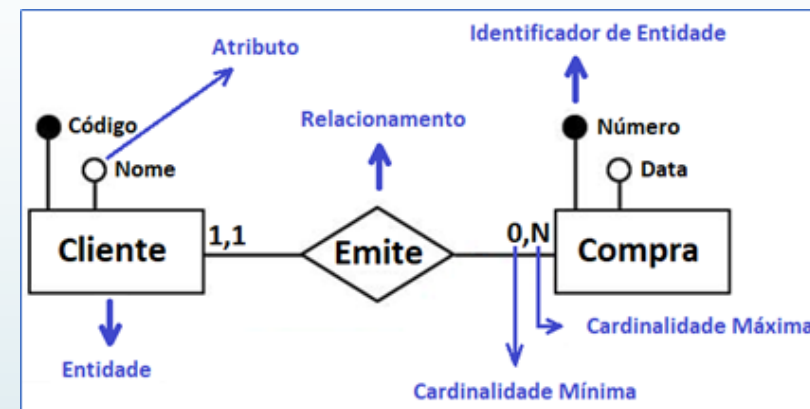 Identificador de Entidade
Atributo
Código
Relacionamento
Número
Nome
Data
Cliente
1,1
Emite
0,N
Compra
Cardinalidade Máxima
Entidade
Cardinalidade Mínima